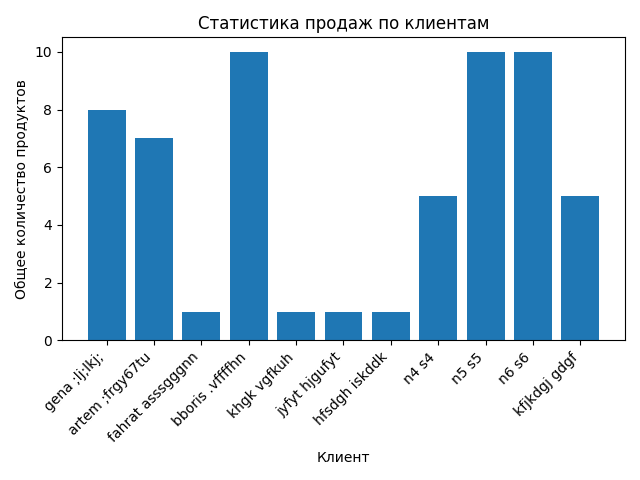 Статистика продаж по клиентам
Общее количество продуктов
10
8
6
4
2
0
gena ;lj;lkj;
artem ;frgy67tu
fahrat asssgggnn
bboris .vffffhn
khgk vgfkuh
jyfyt hjgufyt
hfsdgh iskddk
n4 s4
n5 s5
n6 s6
kfjkdgj gdgf
Клиент